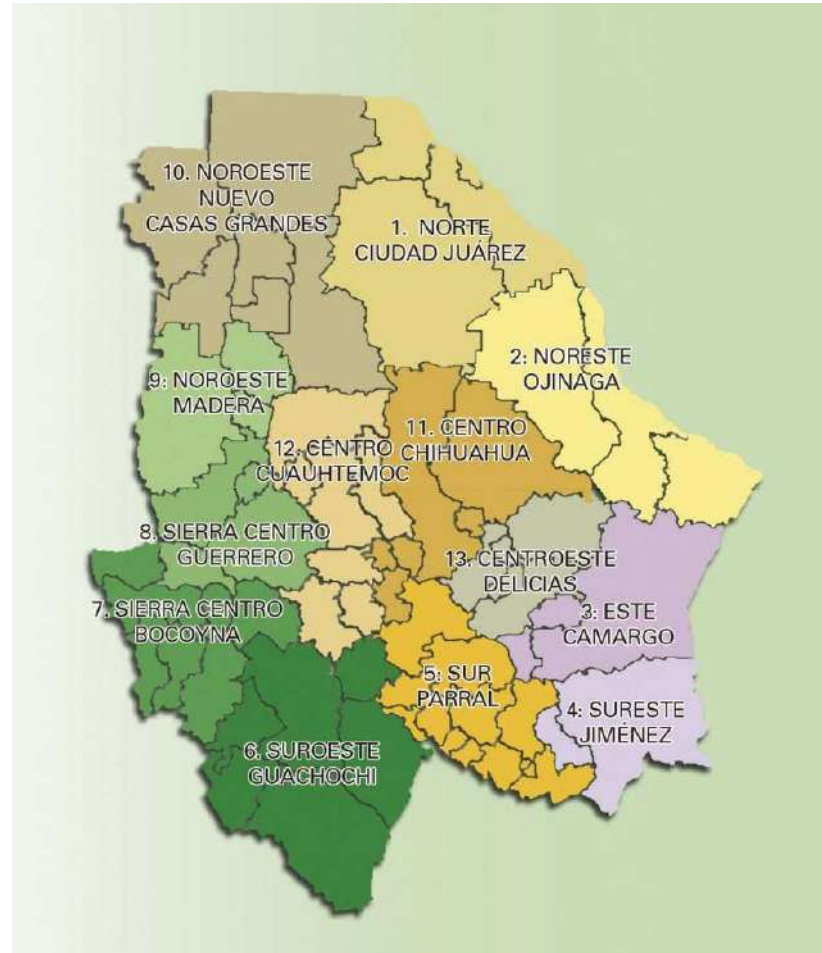 10. NOROESTE
NUEVO
CASAS GRANDES
1. NORTE
CIUDAD JUÁREZ
2: NORESTE
OJINAGA
9: NOROESTE
MADERA
11. CENTRO
CHIHUAHUA
12. CENTRO
CUAUHTEMOC
8. SIERRA CENTRO
GUERRERO
13. CENTROESTE
DELICIAS
7. SIERRA CENTRO
BOCOYNA
3: ESTE
CAMARGO
5: SUR
PARRAL
4: SURESTE
JIMÉNEZ
6. SUROESTE
GUACHOCHI